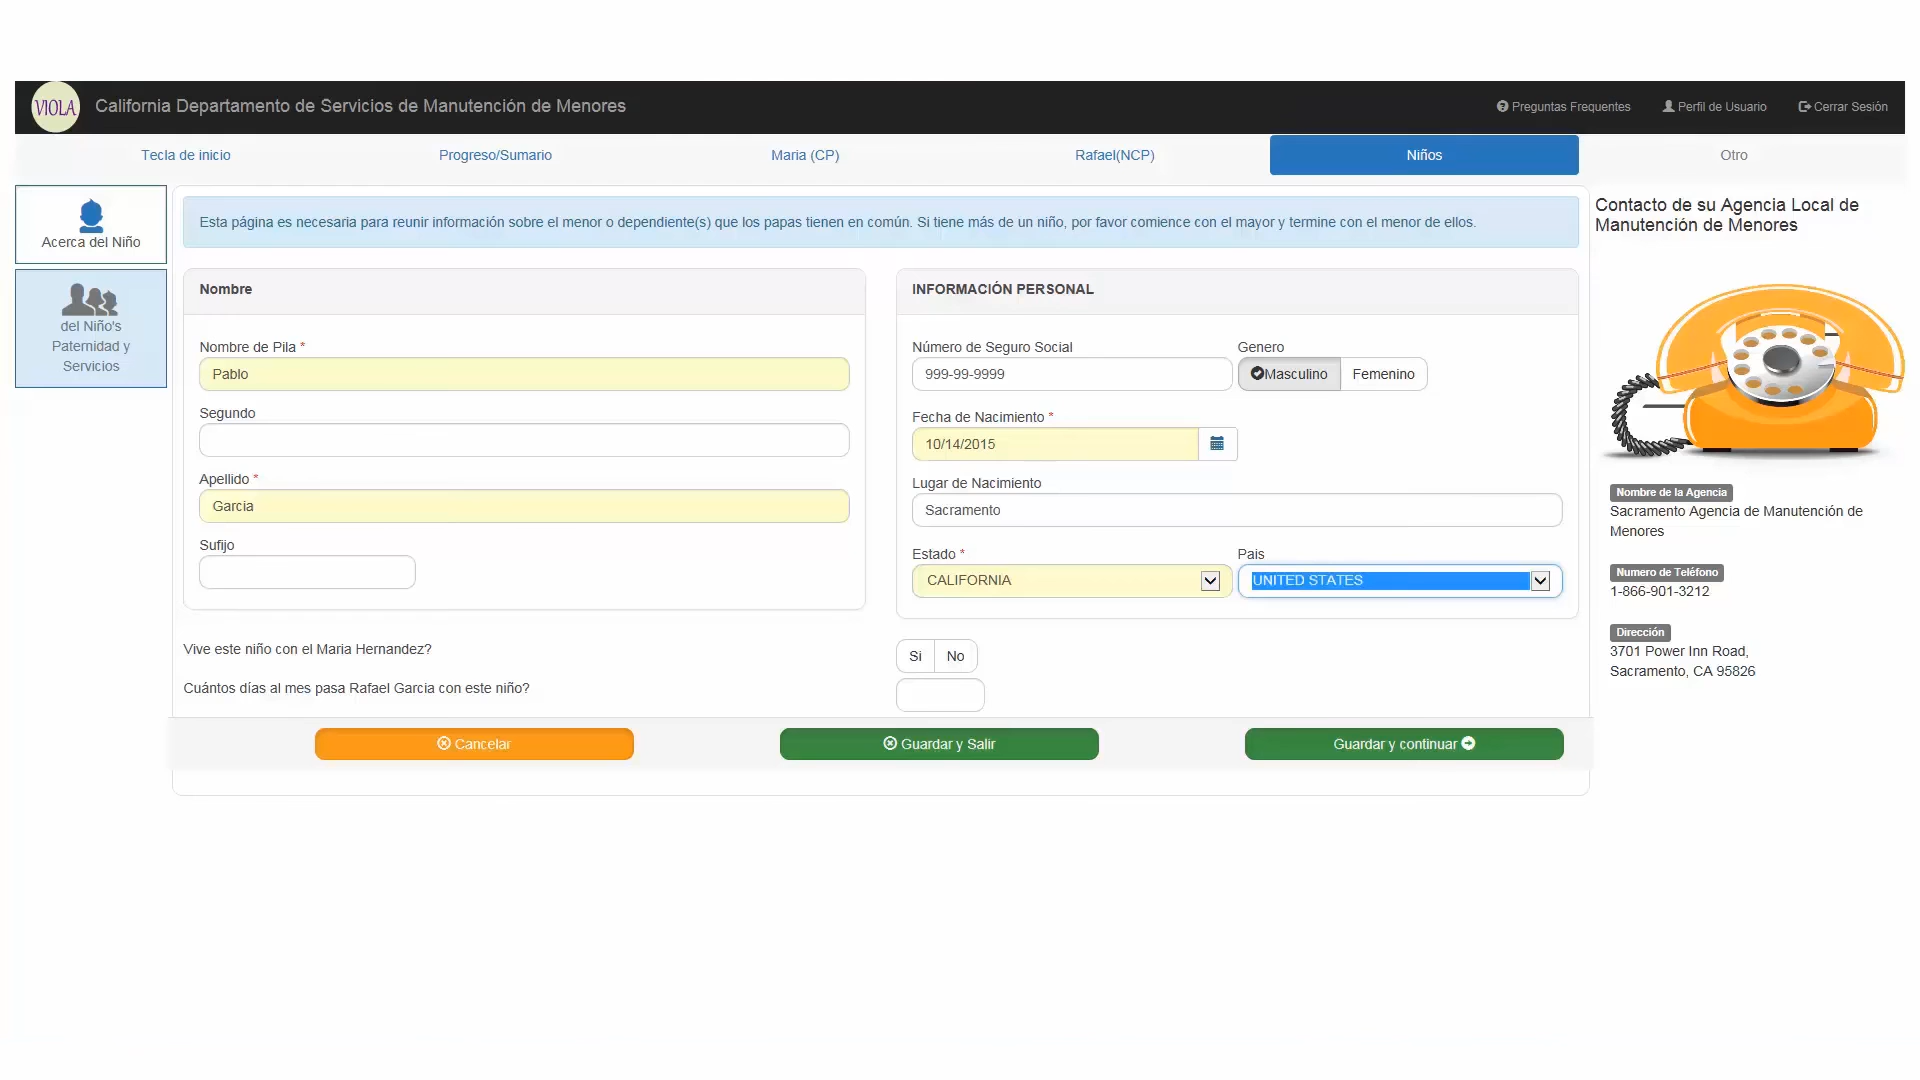 VIOLA
California Departamento de Servicios de Manutención de Menores
Preguntas Frequentes
Perfil de Usuario
Cerrar Sesión
Tecla de inicio
Progreso/Sumario
Maria (CP)
Rafael(NCP)
Niños
Otro
Acerca del Niño
del Niño's
Paternidad y
Servicios
Esta página es necesaria para reunir información sobre el menor o dependiente(s) que los papas tienen en común. Si tiene más de un niño, por favor comience con el mayor y termine con el menor de ellos.
Nombre
Nombre de Pila *
Pablo
Segundo
Apellido *
Garcia
Sufijo
INFORMACIÓN PERSONAL
Número de Seguro Social
Genero
999-99-9999
Masculino
Femenino
Fecha de Nacimiento *
10/14/2015
Lugar de Nacimiento
Sacramento
Estado *
Pais
CALIFORNIA
UNITED STATES
Vive este niño con el Maria Hernandez?
Si
No
Cuántos días al mes pasa Rafael Garcia con este niño?
Cancelar
Guardar y Salir
Guardar y continuar
Contacto de su Agencia Local de
Manutención de Menores
Nombre de la Agencia
Sacramento Agencia de Manutención de
Menores
Numero de Teléfono
1-866-901-3212
Dirección
3701 Power Inn Road,
Sacramento, CA 95826